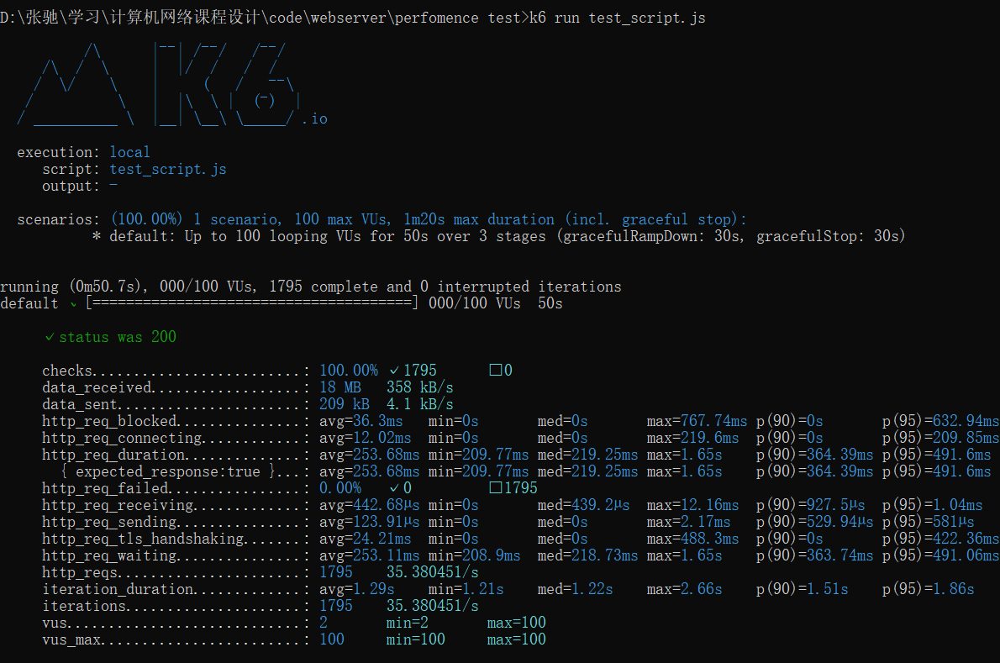 D:\张驰\学习\计算机网络课程设计\code\webserver\perfomence test>k6 run test_script.js
          /\      |‾‾| /‾‾/   /‾‾/
     /\  /  \     |  |/  /   /  /
    /  \/    \    |     (   /   ‾‾\
   /          \   |  |\  \ |  (‾)  |
  / __________ \  |__| \__\ \_____/ .io
execution: local
script: test_script.js
output: -
scenarios: (100.00%) 1 scenario, 100 max VUs, 1m20s max duration (incl. graceful stop):
* default: Up to 100 looping VUs for 50s over 3 stages (gracefulRampDown: 30s, gracefulStop: 30s)
running (0m50.7s), 000/100 VUs, 1795 complete and 0 interrupted iterations
default ✓ [======================================] 000/100 VUs  50s
✓ status was 200
checks.........................: 100.00% ✓ 1795      □0
data_received..................: 18 MB   358 kB/s
data_sent......................: 209 kB  4.1 kB/s
http_req_blocked...............: avg=36.3ms   min=0s       med=0s       max=767.74ms p(90)=0s       p(95)=632.94ms
http_req_connecting............: avg=12.02ms  min=0s       med=0s       max=219.6ms  p(90)=0s       p(95)=209.85ms
http_req_duration..............: avg=253.68ms min=209.77ms med=219.25ms max=1.65s    p(90)=364.39ms p(95)=491.6ms
{ expected_response:true }...: avg=253.68ms min=209.77ms med=219.25ms max=1.65s    p(90)=364.39ms p(95)=491.6ms
http_req_failed................: 0.00%   ✓ 0         □1795
http_req_receiving.............: avg=442.68µs min=0s       med=439.2µs  max=12.16ms  p(90)=927.5µs  p(95)=1.04ms
http_req_sending...............: avg=123.91µs min=0s       med=0s       max=2.17ms   p(90)=529.94µs p(95)=581µs
http_req_tls_handshaking.......: avg=24.21ms  min=0s       med=0s       max=488.3ms  p(90)=0s       p(95)=422.36ms
http_req_waiting...............: avg=253.11ms min=208.9ms  med=218.73ms max=1.65s    p(90)=363.74ms p(95)=491.06ms
http_reqs......................: 1795    35.380451/s
iteration_duration.............: avg=1.29s    min=1.21s    med=1.22s    max=2.66s    p(90)=1.51s    p(95)=1.86s
iterations.....................: 1795    35.380451/s
vus............................: 2       min=2       max=100
vus_max........................: 100     min=100     max=100